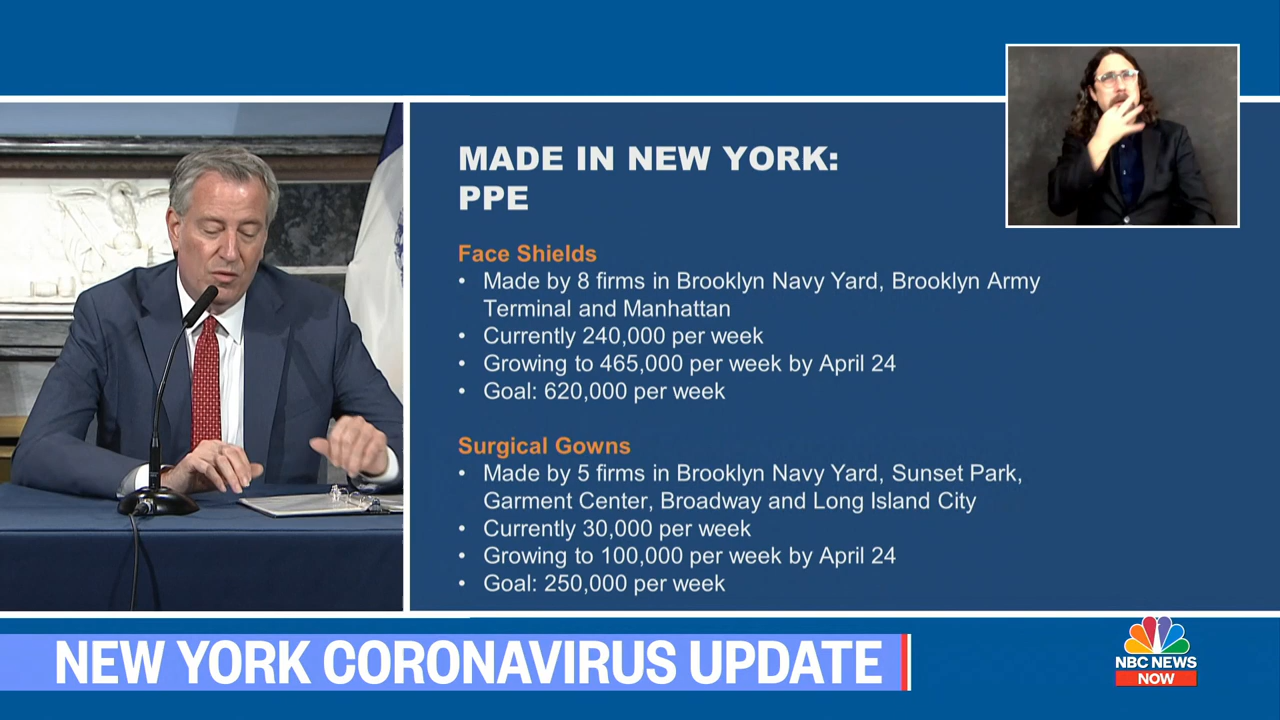 MADE IN NEW YORK:
PPE
Face Shields
• Made by 8 firms in Brooklyn Navy Yard, Brooklyn Army
Terminal and Manhattan
• Currently 240,000 per week
• Growing to 465,000 per week by April 24
• Goal: 620,000 per week
Surgical Gowns
• Made by 5 firms in Brooklyn Navy Yard, Sunset Park,
Garment Center, Broadway and Long Island City
• Currently 30,000 per week
• Growing to 100,000 per week by April 24
• Goal: 250,000 per week
NEW YORK CORONAVIRUS UPDATE
NBC NEWS
NOW